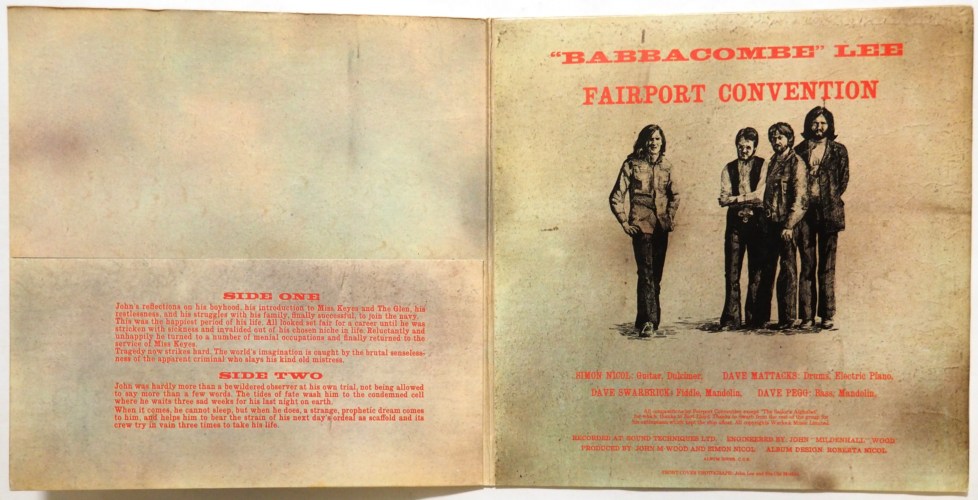 SIDE ONE
John's reflections on his boyhood, his introduction to Miss Keyes and The Glen, his
restlessness, and his struggles with his family, finally successful, to join the navy.
This was the happiest period of his life. All looked set fair for a career until he was
stricken with sickness and invalided out of his chosen niche in life. Reluctantly and
unhappily he turned to a number of menial occupations and finally returned to the
service of Miss Keyes.
Tragedy now strikes hard. The world's imagination is caught by the brutal senseless-
ness of the apparent criminal who slays his kind old mistress.
SIDE TWO
John was hardly more than a bewildered observer at his own trial, not being allowed
to say more than a few words. The tides of fate wash him to the condemned cell
where he waits three sad weeks for his last night on earth.
When it comes, he cannot sleep, but when he does, a strange, prophetic dream comes
to him, and helps him to bear the strain of his next day's ordeal as scaffold and its
crew try in vain three times to take his life.
"BABBACOMBE" LEE
FAIRPORT CONVENTION
SIMON NICOL: Guitar, Dulcimer, DAVE MATTACKS: Drums, Electric Piano,
DAVE SWARBRICK: Fiddle, Mandolin, DAVE PEGG: Bass, Mandolin,
RECORDED AT: SOUND TECHNIQUES LTD., ENGINEERED BY: JOHN "MILDENHALL" WOOD
PRODUCED BY: JOHN M. WOOD AND SIMON NICOL ALBUM DESIGN: ROBERTA NICOL